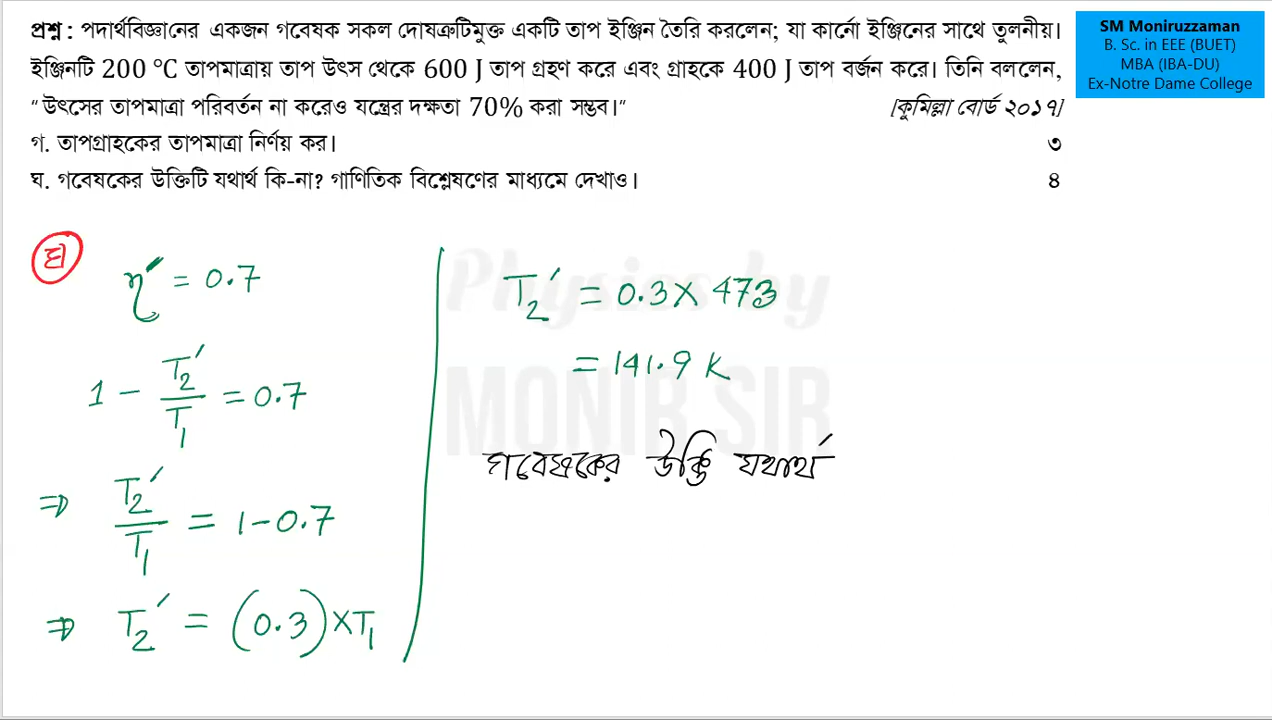 প্রশ্ন : পদার্থবিজ্ঞানের একজন গবেষক সকল দোষত্রুটিমুক্ত একটি তাপ ইঞ্জিন তৈরি করলেন; যা কার্নো ইঞ্জিনের সাথে তুলনীয়।
ইঞ্জিনটি 200 °C তাপমাত্রায় তাপ উৎস থেকে 600 J তাপ গ্রহণ করে এবং গ্রাহকে 400 J তাপ বর্জন করে। তিনি বললেন,
“উৎসের তাপমাত্রা পরিবর্তন না করেও যন্ত্রের দক্ষতা 70% করা সম্ভব।” [কুমিল্লা বোর্ড ২০১৭]
গ. তাপগ্রাহকের তাপমাত্রা নির্ণয় কর। ৩
ঘ. গবেষকের উক্তিটি যথার্থ কি-না? গাণিতিক বিশ্লেষণের মাধ্যমে দেখাও। ৪
SM Moniruzzaman
B. Sc. in EEE (BUET)
MBA (IBA-DU)
Ex-Notre Dame College
ঘ
η′ = 0.7
1 - T₂′/T₁ = 0.7
⇒ T₂′/T₁ = 1-0.7
⇒ T₂′ = (0.3)×T₁
T₂′ = 0.3× 473
= 141.9 K
গবেষকের উক্তি যথার্থ
Physics by
MONIR SIR